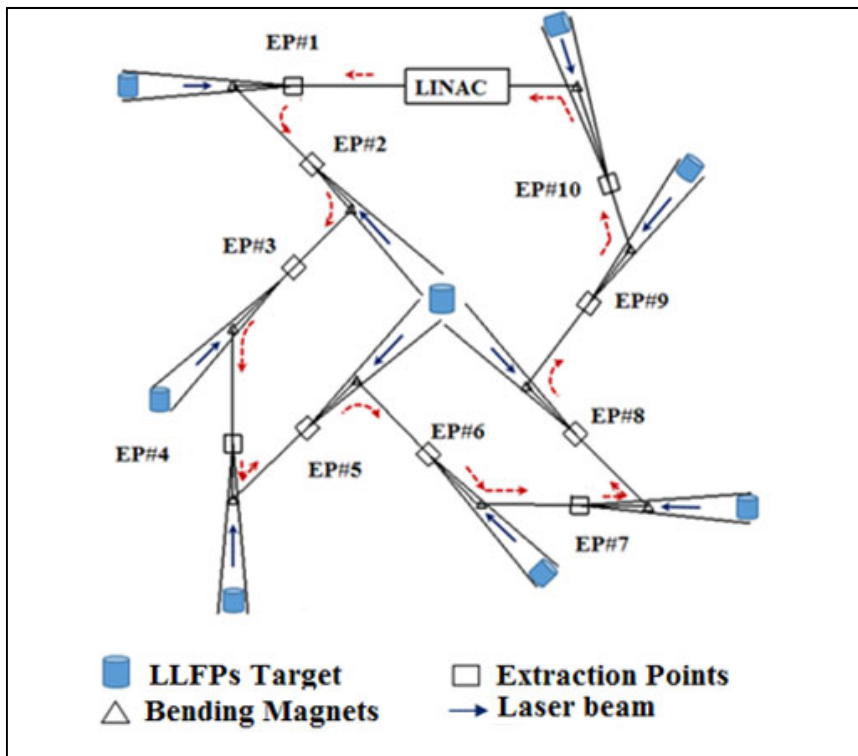 EP#1
LINAC
EP#2
EP#10
EP#3
EP#9
EP#8
EP#4
EP#6
EP#5
EP#7
LLFPs Target
Extraction Points
Bending Magnets
Laser beam